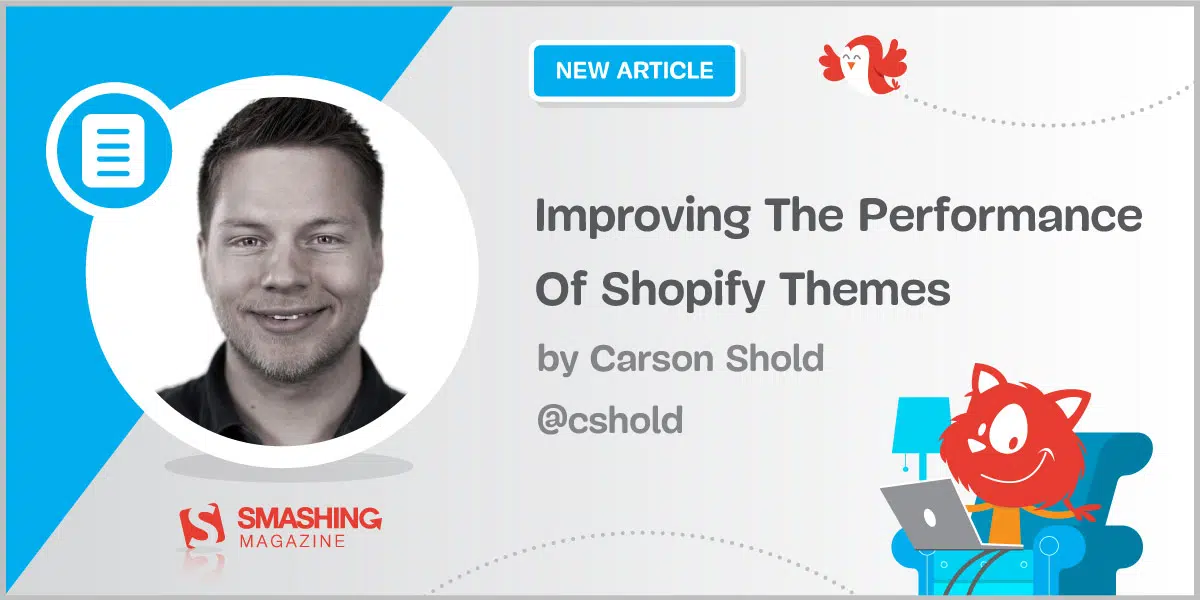 NEW ARTICLE
Improving The Performance
Of Shopify Themes
by Carson Shold
@cshold
SMASHING
MAGAZINE